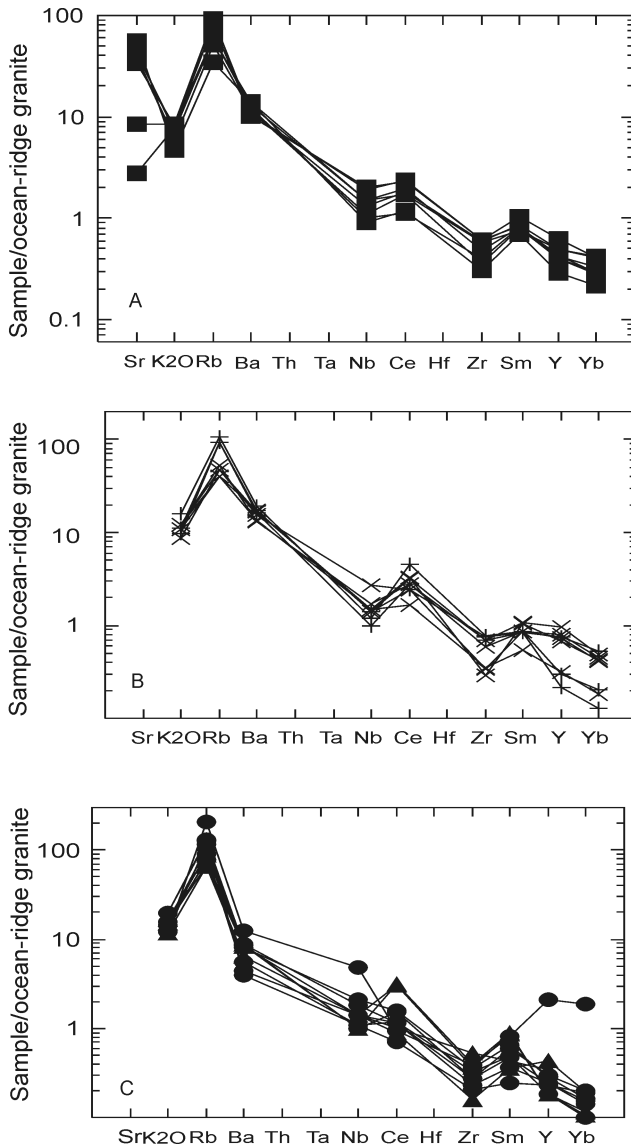 Sample/ocean-ridge granite
100
10
1
0.1
A
Sr K2O Rb Ba Th Ta Nb Ce Hf Zr Sm Y Yb
Sample/ocean-ridge granite
100
10
1
B
Sr K2O Rb Ba Th Ta Nb Ce Hf Zr Sm Y Yb
Sample/ocean-ridge granite
100
10
1
C
Sr K2O Rb Ba Th Ta Nb Ce Hf Zr Sm Y Yb